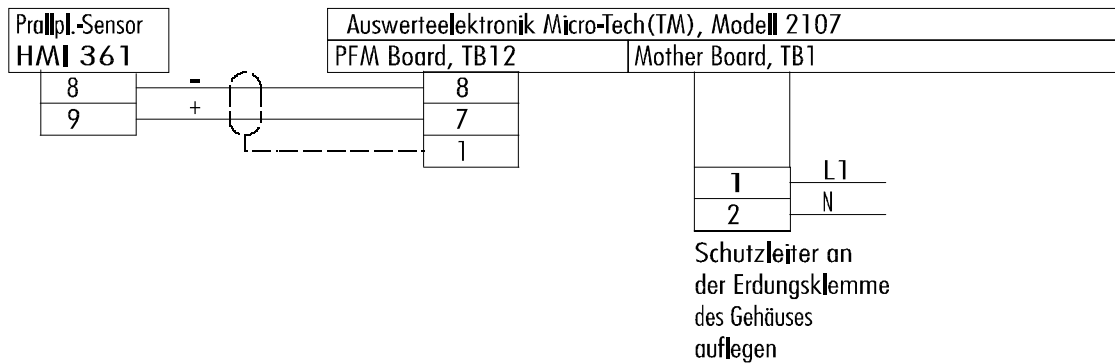 Prallpl.-Sensor
HMI 361
Auswerteelektronik Micro-Tech(TM), Modell 2107
PFM Board, TB12
Mother Board, TB1
8
-
8
9
+
7
1
1
L1
2
N
Schutzleiter an
der Erdungsklemme
des Gehäuses
auflegen